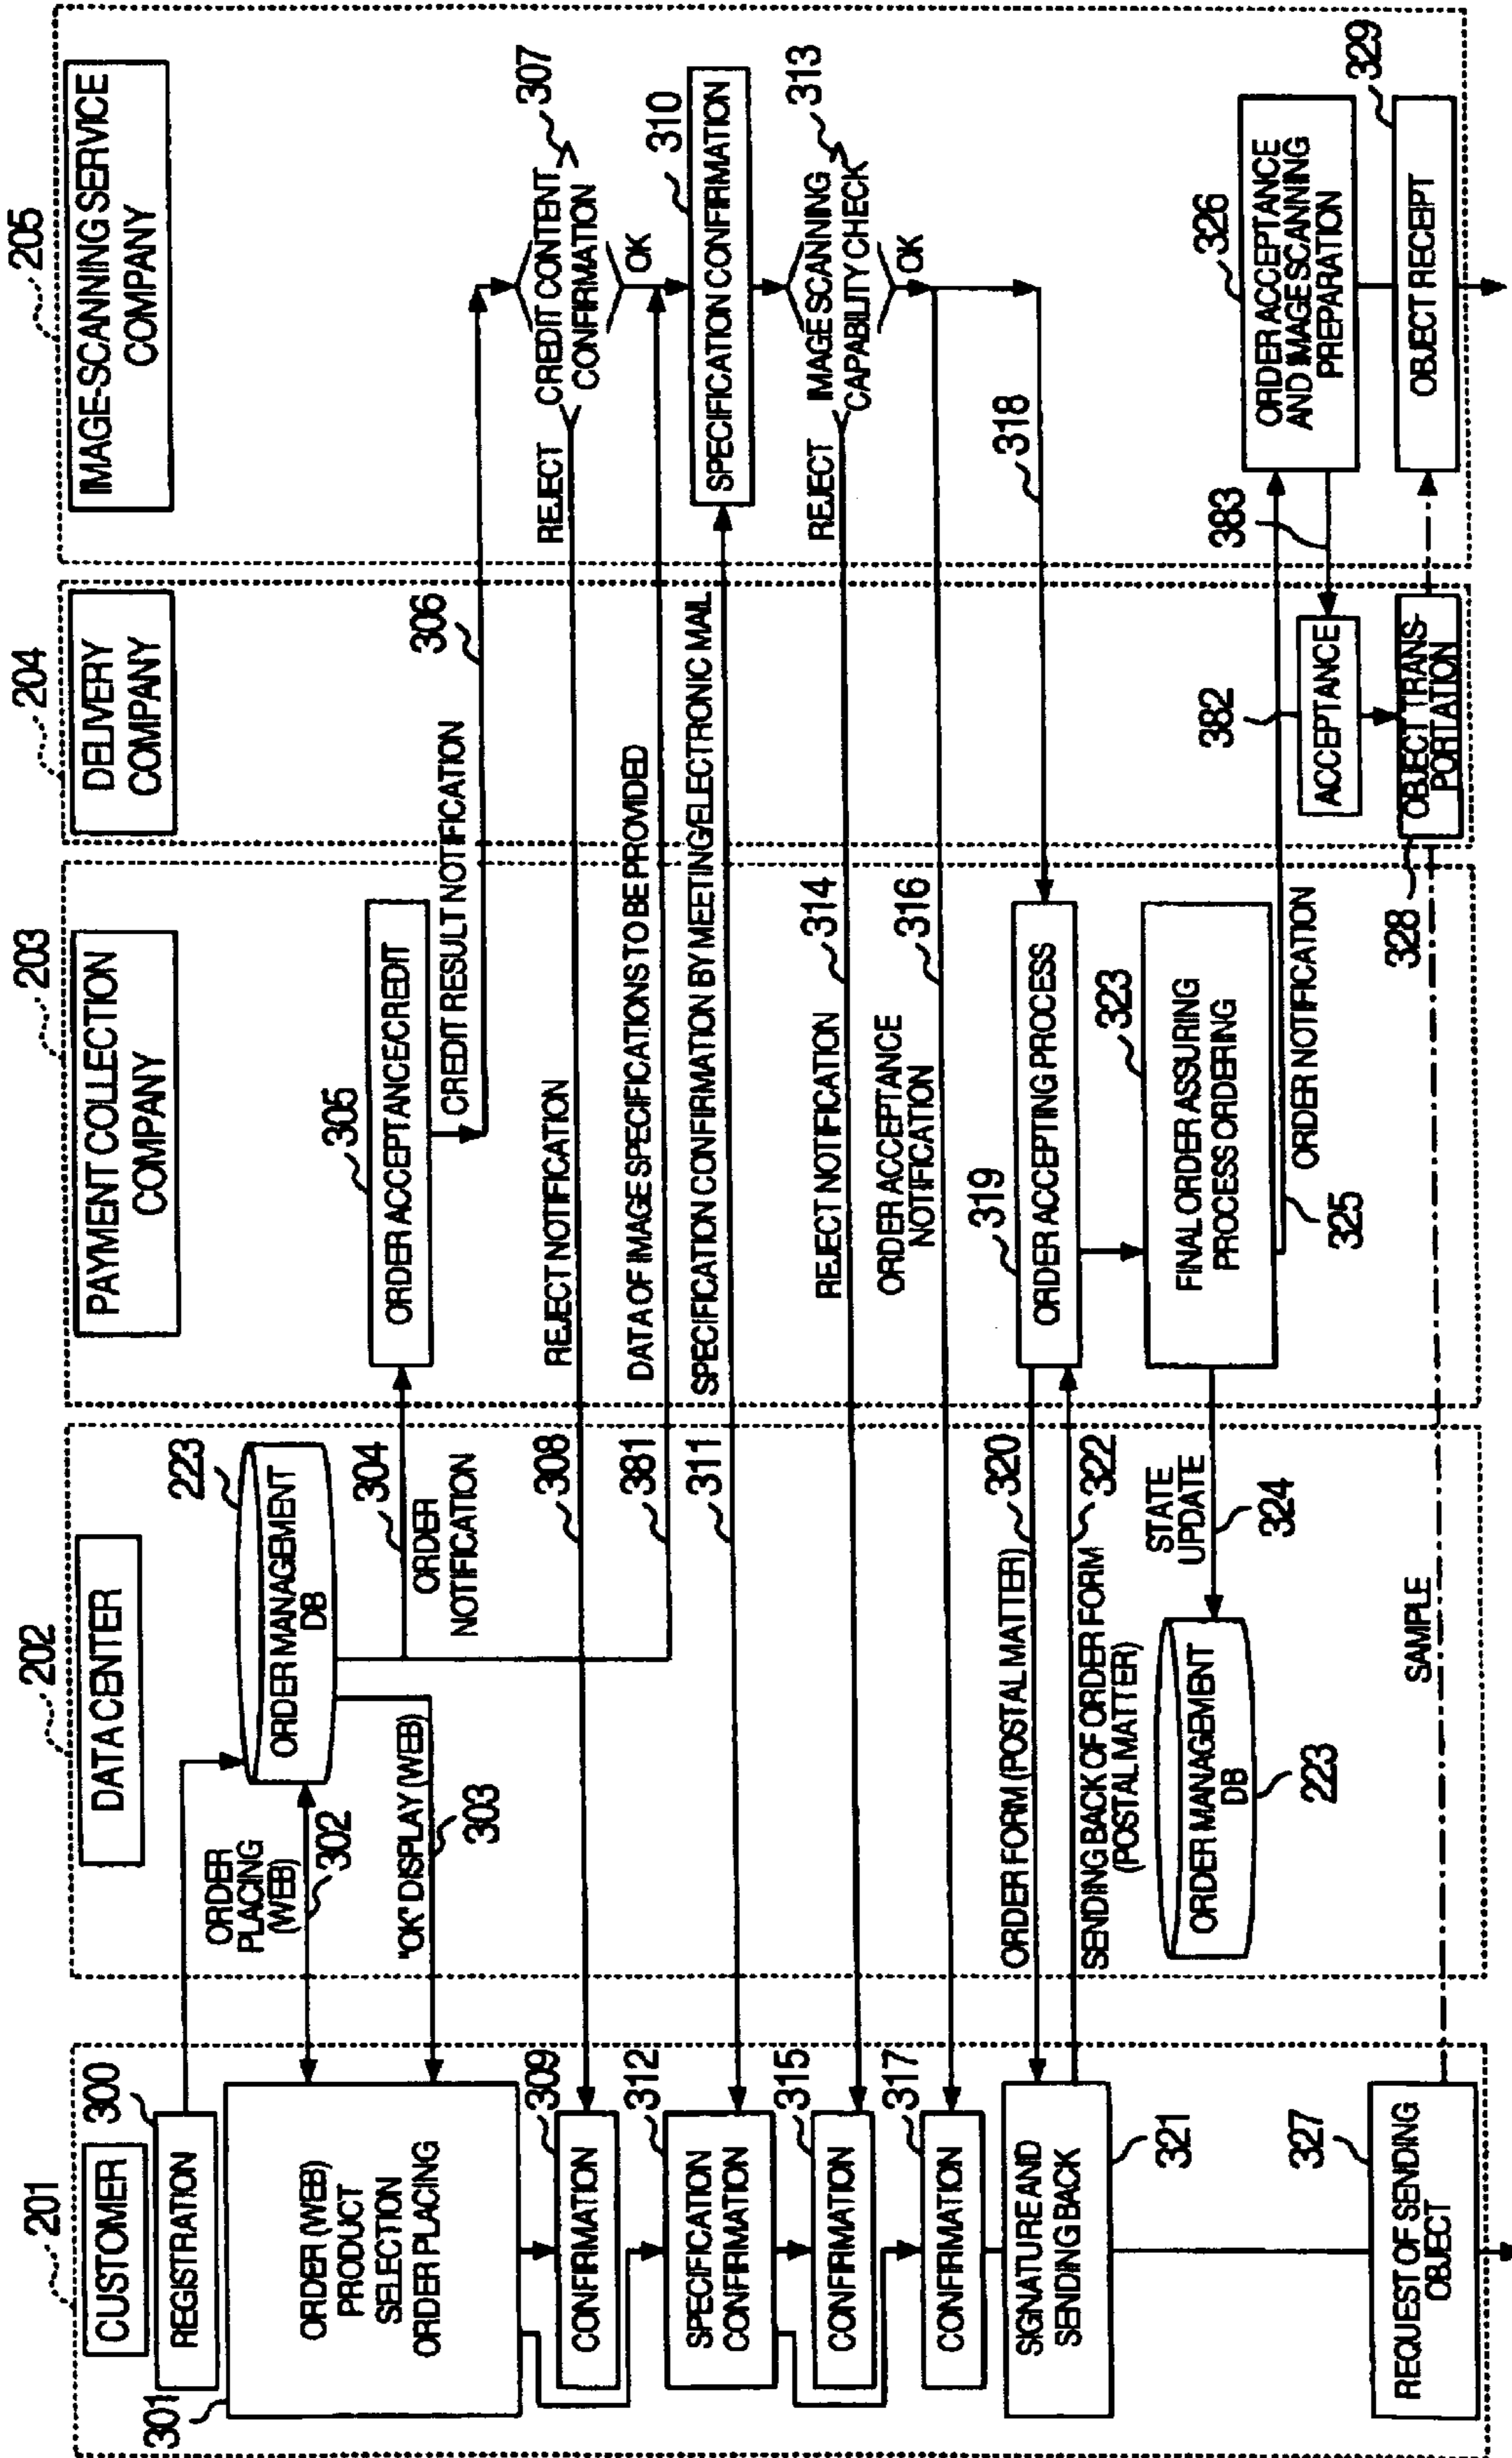 201
CUSTOMER
300
REGISTRATION
301
ORDER (WEB)
PRODUCT
SELECTION
ORDER PLACING
309
CONFIRMATION
312
SPECIFICATION
CONFIRMATION
315
CONFIRMATION
317
CONFIRMATION
SIGNATURE AND
SENDING BACK
321
327
REQUEST OF SENDING
OBJECT
202
DATA CENTER
223
ORDER MANAGEMENT
DB
ORDER
PLACING
(WEB)
302
"OK" DISPLAY (WEB)
303
304
ORDER
NOTIFICATION
308
381
311
ORDER FORM (POSTAL MATTER)
320
SENDING BACK OF ORDER FORM
(POSTAL MATTER)
322
STATE
UPDATE
324
ORDER MANAGEMENT
DB
223
SAMPLE
203
PAYMENT COLLECTION
COMPANY
305
ORDER ACCEPTANCE/CREDIT
CREDIT RESULT NOTIFICATION
REJECT NOTIFICATION
DATA OF IMAGE SPECIFICATIONS TO BE PROVIDED
SPECIFICATION CONFIRMATION BY MEETING/ELECTRONIC MAIL
REJECT NOTIFICATION
314
ORDER ACCEPTANCE
NOTIFICATION
316
319
ORDER ACCEPTING PROCESS
323
FINAL ORDER ASSURING
PROCESS ORDERING
325
ORDER NOTIFICATION
204
DELIVERY
COMPANY
306
382
ACCEPTANCE
OBJECT TRANS-
PORTATION
328
205
IMAGE-SCANNING SERVICE
COMPANY
307
CREDIT CONTENT
CONFIRMATION
REJECT
OK
310
SPECIFICATION CONFIRMATION
313
IMAGE SCANNING
CAPABILITY CHECK
REJECT
OK
318
326
ORDER ACCEPTANCE
AND IMAGE SCANNING
PREPARATION
383
329
OBJECT RECEIPT